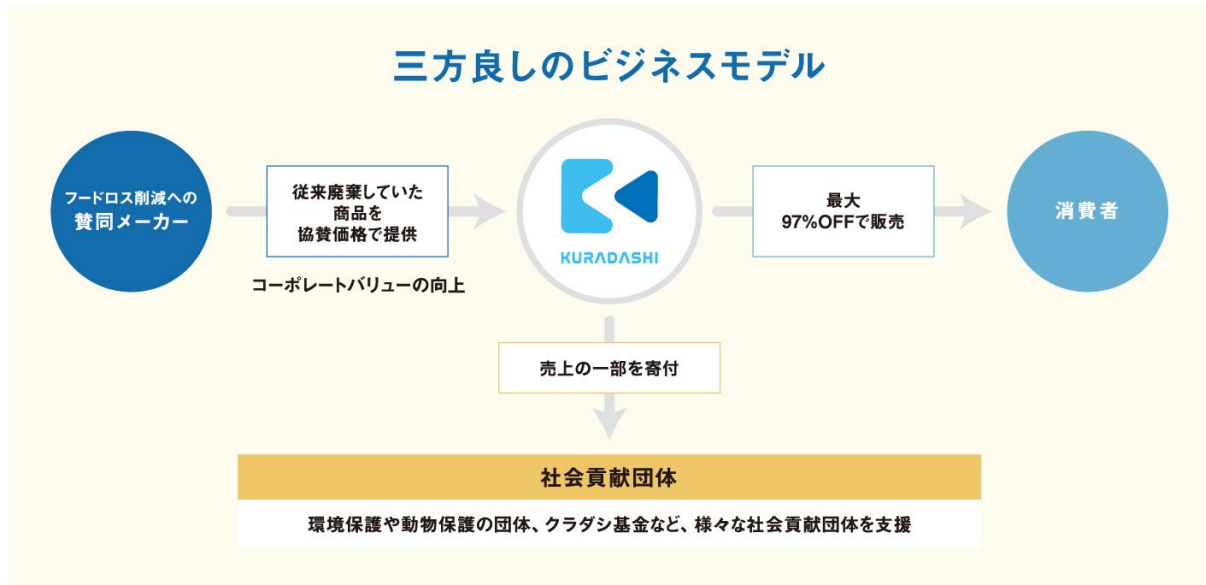 三方良しのビジネスモデル
フードロス削減への
賛同メーカー
従来廃棄していた
商品を
協賛価格で提供
コーポレートバリューの向上
KURADASHI
最大
97%OFFで販売
消費者
売上の一部を寄付
社会貢献団体
環境保護や動物保護の団体、クラダシ基金など、様々な社会貢献団体を支援